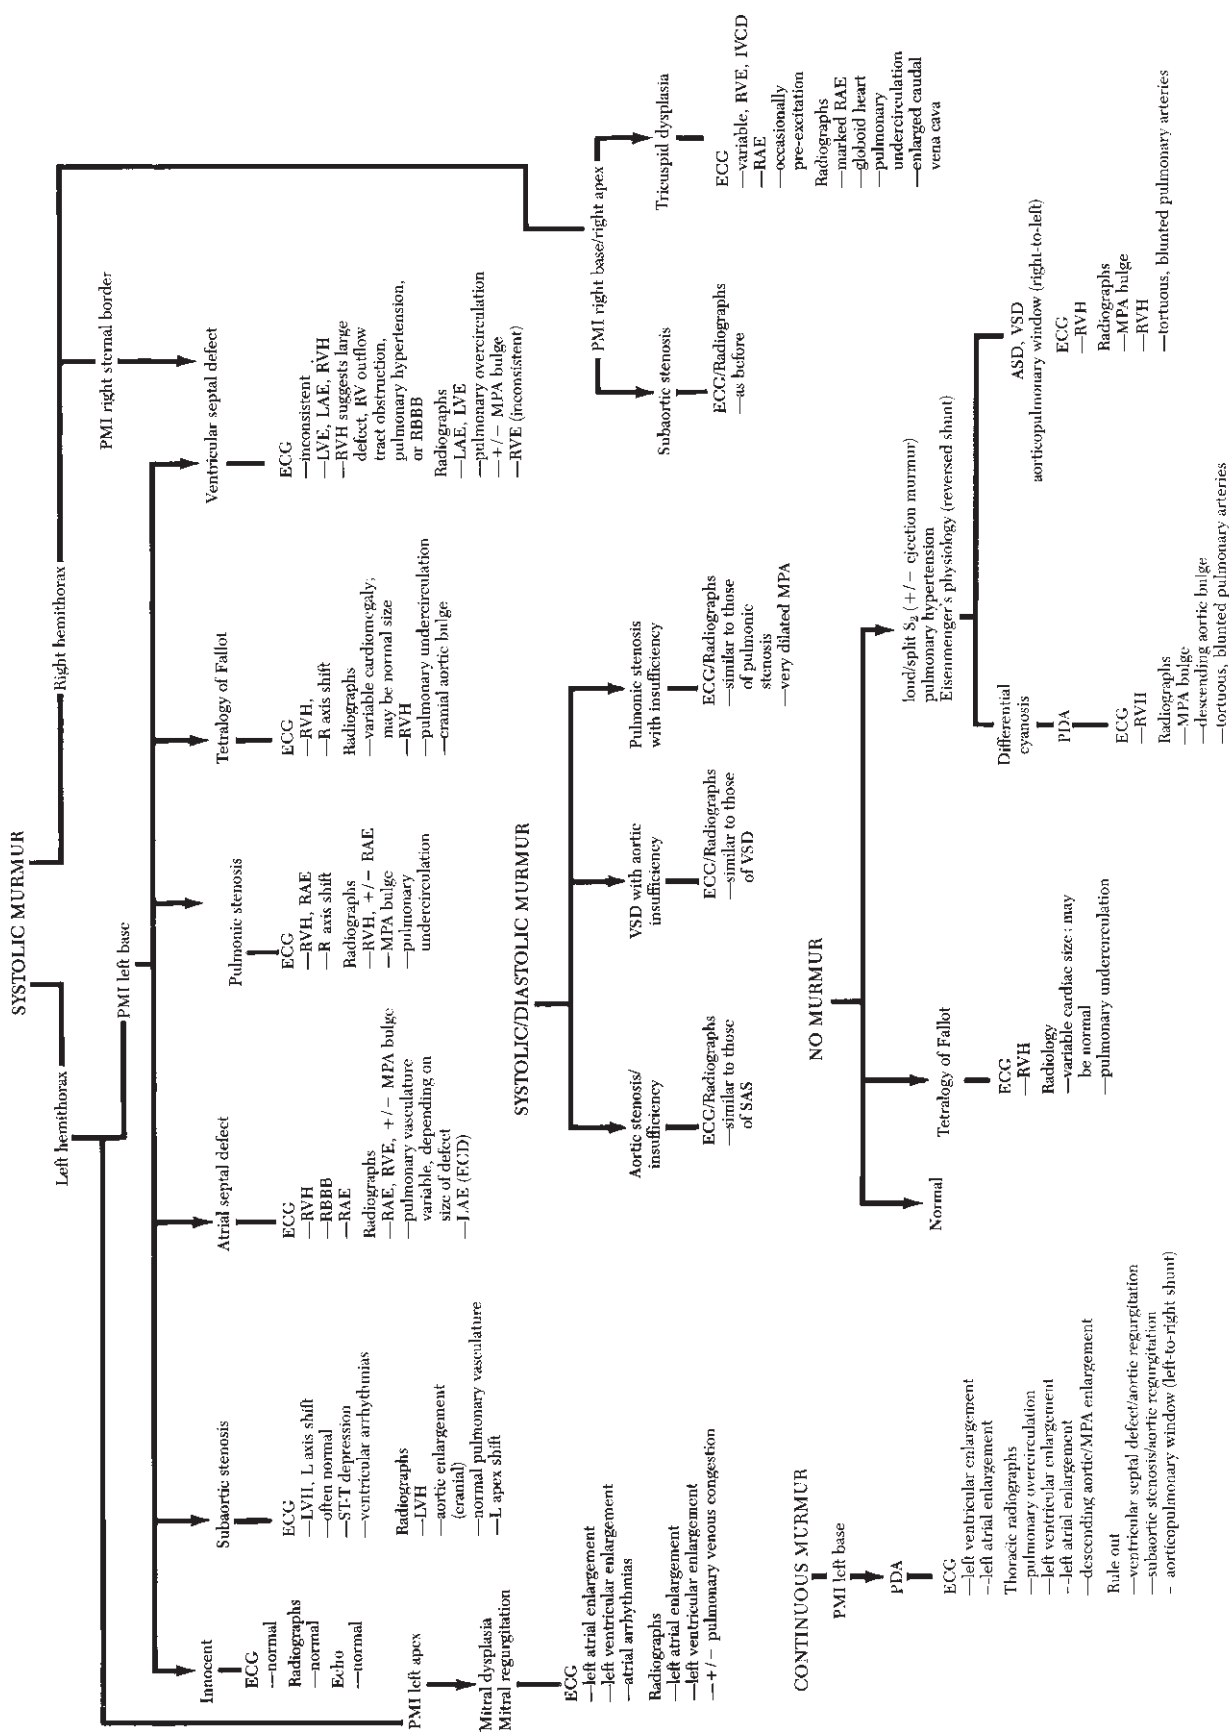 SYSTOLIC MURMUR
Left hemithorax
Right hemithorax
PMI left base
PMI right sternal border
Innocent
ECG
—normal
Radiographs
—normal
Echo
—normal
Subaortic stenosis
ECG
—LVH, L axis shift
—often normal
—ST-T depression
—ventricular arrhythmias
Radiographs
—LVH
—aortic enlargement
(cranial)
—normal pulmonary vasculature
—L apex shift
Atrial septal defect
ECG
—RVH
—RBBB
—RAE
Radiographs
—RAE, RVE, +/− MPA bulge
—pulmonary vasculature
variable, depending on
size of defect
—LAE (ECD)
Pulmonic stenosis
ECG
—RVH, RAE
—R axis shift
Radiographs
—RVH, +/− RAE
—MPA bulge
—pulmonary
undercirculation
Tetralogy of Fallot
ECG
—RVH,
—R axis shift
Radiographs
—variable cardiomegaly;
may be normal size
—RVH
—pulmonary undercirculation
—cranial aortic bulge
Ventricular septal defect
ECG
—inconsistent,
—LVE, LAE, RVH
—RVH suggests large
defect, RV outflow
tract obstruction,
pulmonary hypertension,
or RBBB
Radiographs
—LAE, LVE
—pulmonary overcirculation
—+/− MPA bulge
—RVE (inconsistent)
PMI left apex
Mitral dysplasia
Mitral regurgitation
ECG
—left atrial enlargement
—left ventricular enlargement
—atrial arrhythmias
Radiographs
—left atrial enlargement
—left ventricular enlargement
—+/− pulmonary venous congestion
PMI right base/right apex
Subaortic stenosis
ECG/Radiographs
—as before
Tricuspid dysplasia
ECG
—variable, RVE, IVCD
—RAE
—occasionally
pre-excitation
Radiographs
—marked RAE
—globoid heart
—pulmonary
undercirculation
—enlarged caudal
vena cava
SYSTOLIC/DIASTOLIC MURMUR
Aortic stenosis/
insufficiency
ECG/Radiographs
—similar to those
of SAS
VSD with aortic
insufficiency
ECG/Radiographs
—similar to those
of VSD
Pulmonic stenosis
with insufficiency
ECG/Radiographs
—similar to those
of pulmonic
stenosis
—very dilated MPA
CONTINUOUS MURMUR
PMI left base
PDA
ECG
—left ventricular enlargement
--left atrial enlargement
Thoracic radiographs
—pulmonary overcirculation
—left ventricular enlargement
--left atrial enlargement
—descending aortic/MPA enlargement
Rule out
—ventricular septal defect/aortic regurgitation
—subaortic stenosis/aortic regurgitation
- aorticopulmonary window (left-to-right shunt)
NO MURMUR
Normal
Tetralogy of Fallot
ECG
—RVH
Radiology
—variable cardiac size: may
be normal
—pulmonary undercirculation
loud/split S₂ (+/− ejection murmur)
pulmonary hypertension
Eisenmenger's physiology (reversed shunt)
Differential
cyanosis
PDA
ECG
—RVH
Radiographs
—MPA bulge
—descending aortic bulge
—tortuous, blunted pulmonary arteries
ASD, VSD
aorticopulmonary window (right-to-left)
ECG
—RVH
Radiographs
—MPA bulge
—RVH
—tortuous, blunted pulmonary arteries